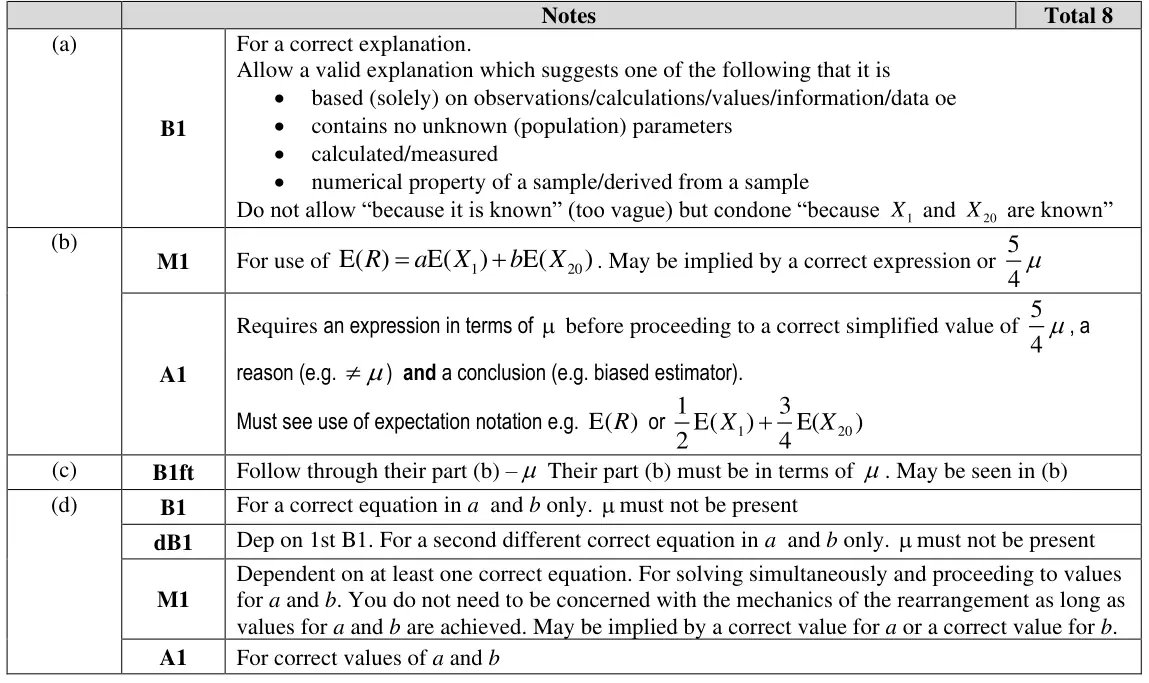 Notes Total 8
(a) B1 For a correct explanation.
Allow a valid explanation which suggests one of the following that it is
• based (solely) on observations/calculations/values/information/data oe
• contains no unknown (population) parameters
• calculated/measured
• numerical property of a sample/derived from a sample
Do not allow “because it is known” (too vague) but condone “because X₁ and X₂₀ are known”
(b) M1 For use of E(R) = aE(X₁) + bE(X₂₀). May be implied by a correct expression or 5/4 μ
A1 Requires an expression in terms of μ before proceeding to a correct simplified value of 5/4 μ, a
reason (e.g. ≠ μ) and a conclusion (e.g. biased estimator).
Must see use of expectation notation e.g. E(R) or 1/2 E(X₁) + 3/4 E(X₂₀)
(c) B1ft Follow through their part (b) – μ Their part (b) must be in terms of μ. May be seen in (b)
(d) B1 For a correct equation in a and b only. μ must not be present
dB1 Dep on 1st B1. For a second different correct equation in a and b only. μ must not be present
M1 Dependent on at least one correct equation. For solving simultaneously and proceeding to values
for a and b. You do not need to be concerned with the mechanics of the rearrangement as long as
values for a and b are achieved. May be implied by a correct value for a or a correct value for b.
A1 For correct values of a and b